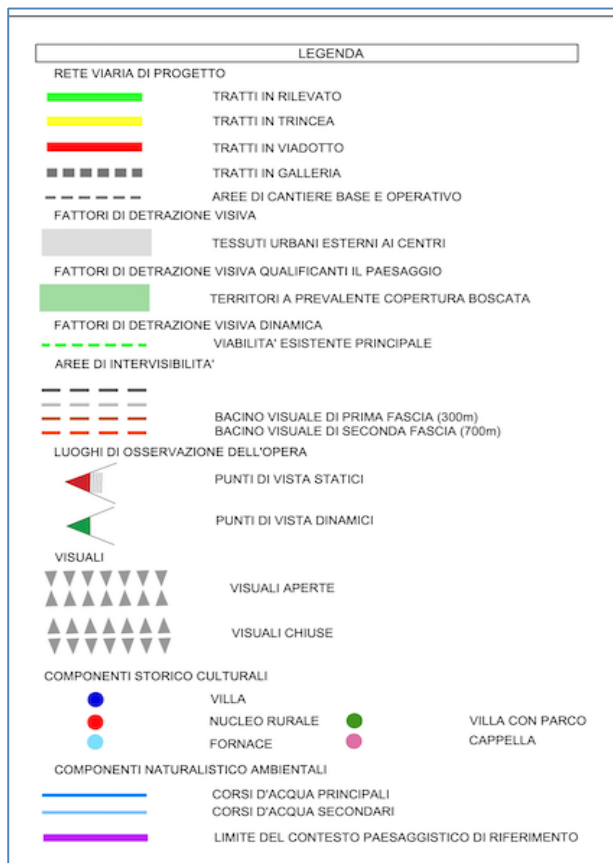 LEGENDA
RETE VIARIA DI PROGETTO
TRATTI IN RILEVATO
TRATTI IN TRINCEA
TRATTI IN VIADOTTO
TRATTI IN GALLERIA
AREE DI CANTIERE BASE E OPERATIVO
FATTORI DI DETRAZIONE VISIVA
TESSUTI URBANI ESTERNI AI CENTRI
FATTORI DI DETRAZIONE VISIVA QUALIFICANTI IL PAESAGGIO
TERRITORI A PREVALENTE COPERTURA BOSCATA
FATTORI DI DETRAZIONE VISIVA DINAMICA
VIABILITA' ESISTENTE PRINCIPALE
AREE DI INTERVISIBILITA'
BACINO VISUALE DI PRIMA FASCIA (300m)
BACINO VISUALE DI SECONDA FASCIA (700m)
LUOGHI DI OSSERVAZIONE DELL'OPERA
PUNTI DI VISTA STATICI
PUNTI DI VISTA DINAMICI
VISUALI
VISUALI APERTE
VISUALI CHIUSE
COMPONENTI STORICO CULTURALI
VILLA
NUCLEO RURALE VILLA CON PARCO
FORNACE CAPPELLA
COMPONENTI NATURALISTICO AMBIENTALI
CORSI D'ACQUA PRINCIPALI
CORSI D'ACQUA SECONDARI
LIMITE DEL CONTESTO PAESAGGISTICO DI RIFERIMENTO